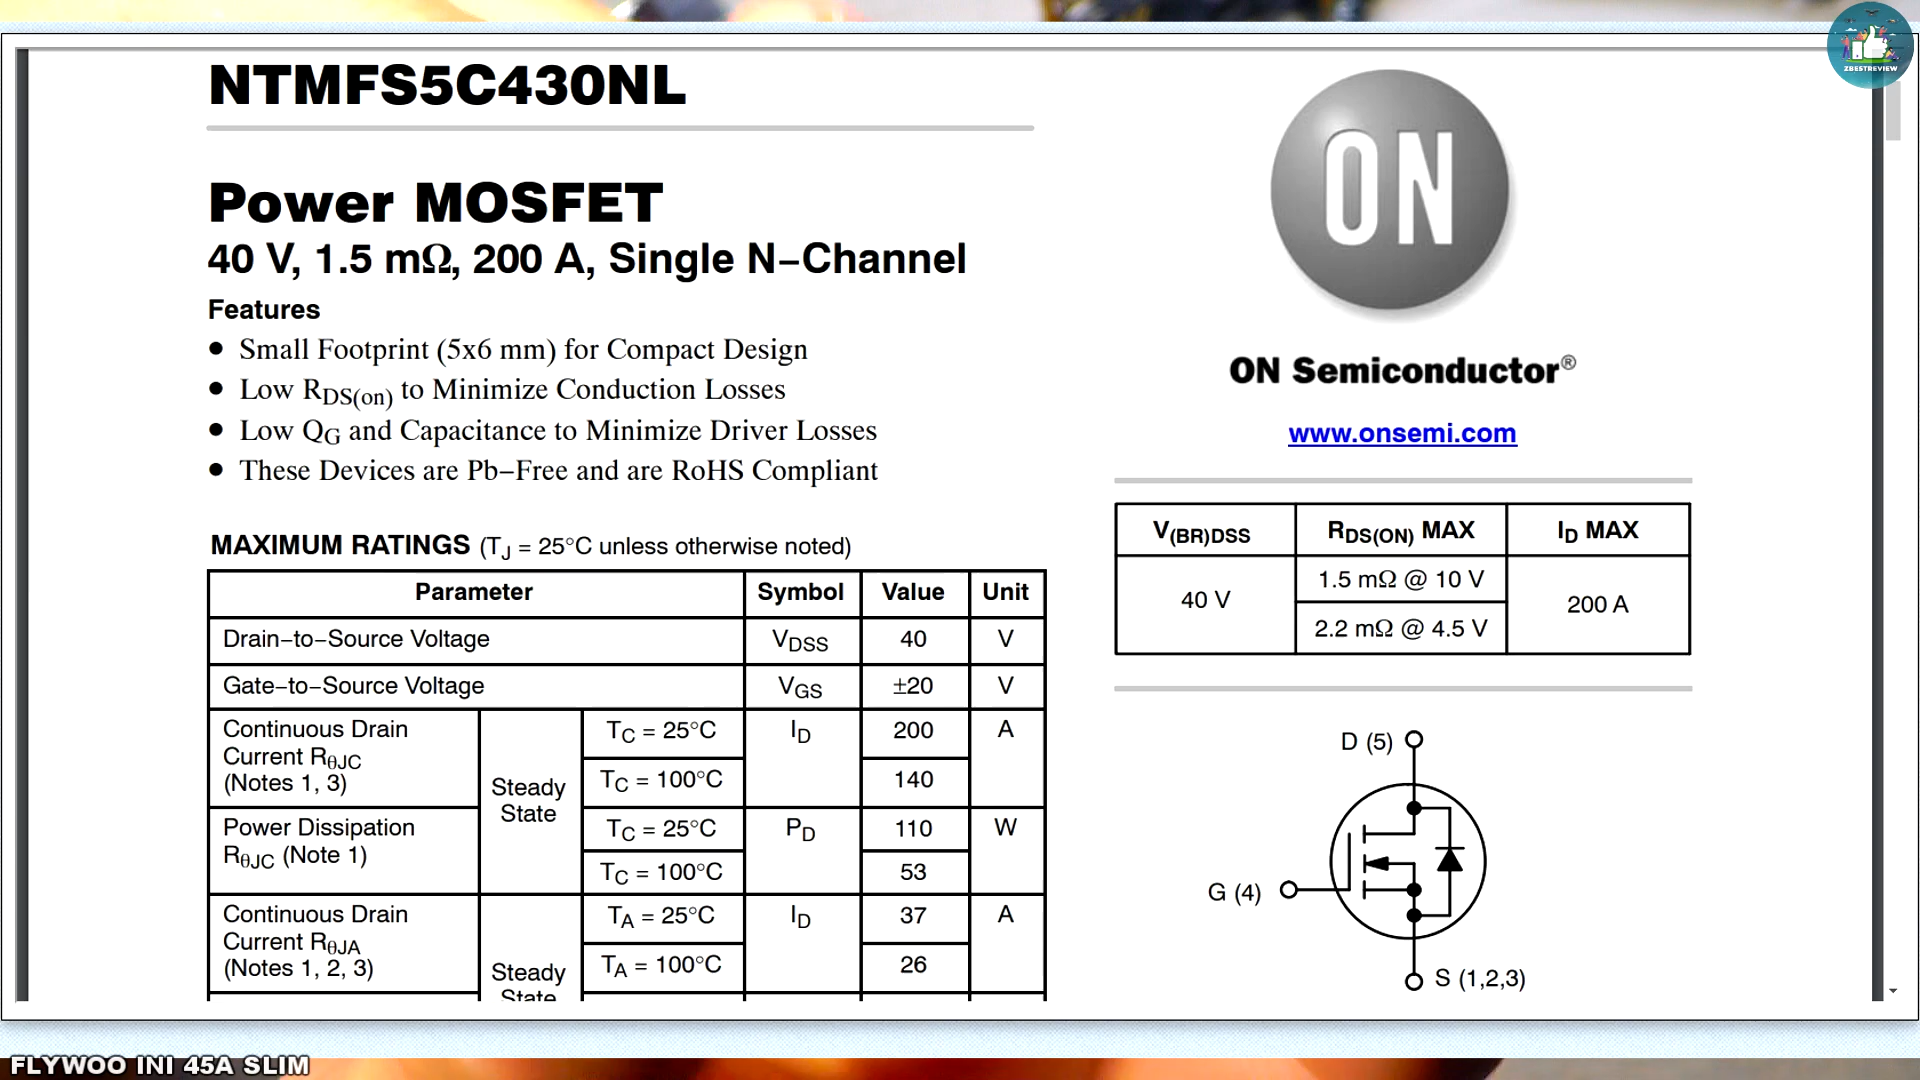 ZBESTREVIEW
NTMFS5C430NL
Power MOSFET
40 V, 1.5 mΩ, 200 A, Single N−Channel
Features
• Small Footprint (5x6 mm) for Compact Design
• Low RDS(on) to Minimize Conduction Losses
• Low QG and Capacitance to Minimize Driver Losses
• These Devices are Pb−Free and are RoHS Compliant
MAXIMUM RATINGS (TJ = 25°C unless otherwise noted)
Parameter Symbol Value Unit
Drain−to−Source Voltage VDSS 40 V
Gate−to−Source Voltage VGS ±20 V
Continuous Drain
Current RθJC
(Notes 1, 3)
Steady
State
TC = 25°C ID 200 A
TC = 100°C 140
Power Dissipation
RθJC (Note 1)
TC = 25°C PD 110 W
TC = 100°C 53
Continuous Drain
Current RθJA
(Notes 1, 2, 3)
Steady
State
TA = 25°C ID 37 A
TA = 100°C 26
ON
ON Semiconductor®
www.onsemi.com
V(BR)DSS RDS(ON) MAX ID MAX
40 V 1.5 mΩ @ 10 V 200 A
2.2 mΩ @ 4.5 V
D (5)
G (4)
S (1,2,3)
FLYWOO INI 45A SLIM